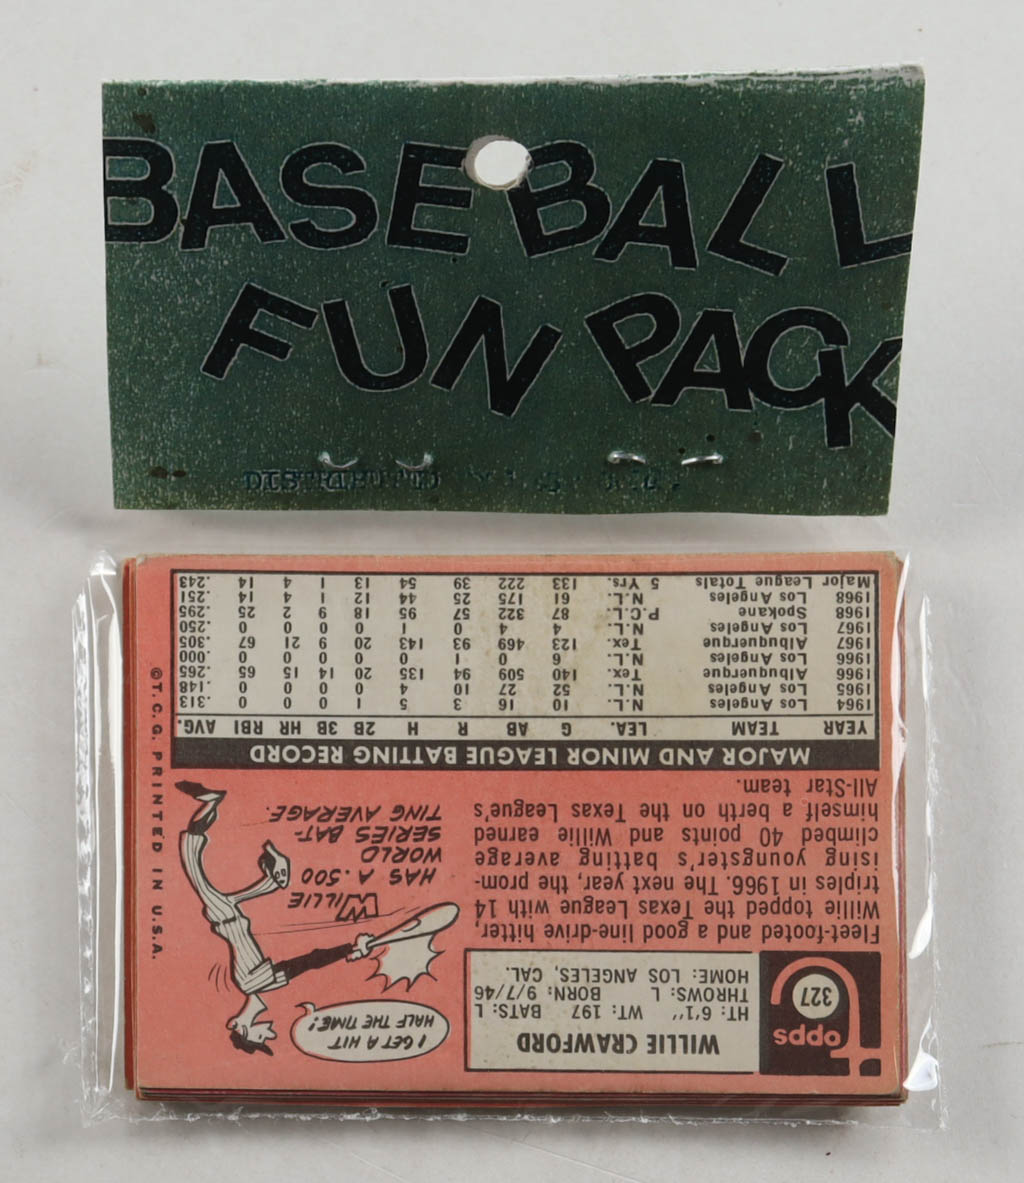 BASEBALL
FUN PACK
DISTRIBUTED
Topps
327
WILLIE CRAWFORD
HT: 6'1" WT: 197 BATS: L
THROWS: L BORN: 9/7/46
HOME: LOS ANGELES, CAL.
Fleet-footed and a good line-drive hitter,
Willie topped the Texas League with 14
triples in 1966. The next year, the prom-
ising youngster's batting average
climbed 40 points and Willie earned
himself a berth on the Texas League's
All-Star team.
I GET A HIT
HALF THE TIME!
WILLIE
HAS A .500
WORLD
SERIES BAT-
TING AVERAGE.
MAJOR AND MINOR LEAGUE BATTING RECORD
YEAR TEAM LEA. G AB R H 2B 3B HR RBI AVG.
1964 Los Angeles N.L. 10 16 3 5 1 0 0 0 .313
1965 Los Angeles N.L. 52 27 10 4 0 0 0 0 .148
1966 Albuquerque Tex. 140 509 94 135 20 14 15 65 .265
1966 Los Angeles N.L. 6 0 1 0 0 0 0 0 .000
1967 Albuquerque Tex. 123 469 93 143 20 9 21 67 .305
1967 Los Angeles N.L. 4 4 0 1 0 0 0 0 .250
1968 Spokane P.C.L. 87 322 57 95 18 9 2 25 .295
1968 Los Angeles N.L. 61 175 25 44 12 1 4 14 .251
Major League Totals 5 Yrs. 133 222 39 54 13 1 4 14 .243
©T.C.G. PRINTED IN U.S.A.